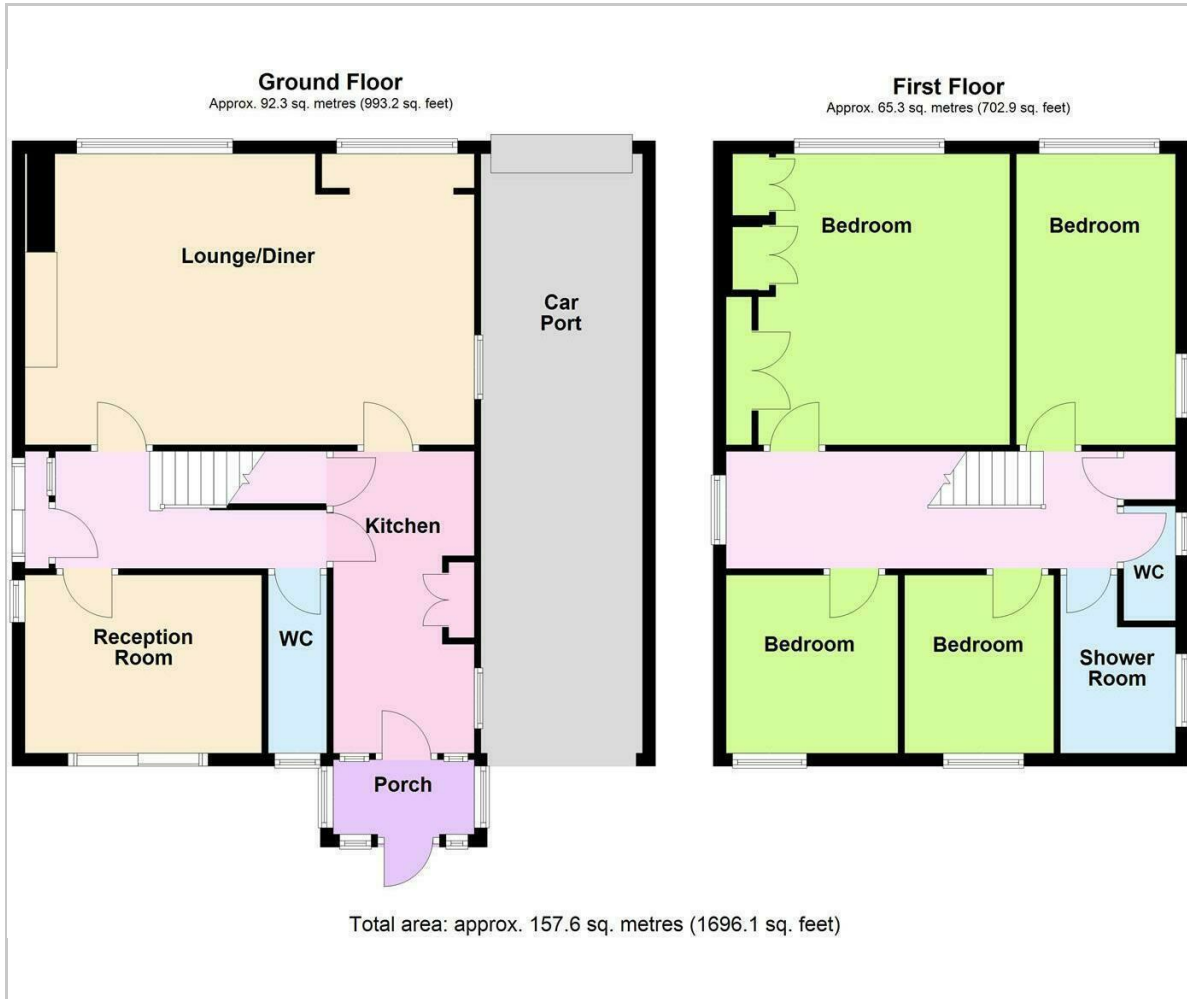 Ground Floor
Approx. 92.3 sq. metres (993.2 sq. feet)
Lounge/Diner
Car
Port
Kitchen
Reception
Room
WC
Porch
First Floor
Approx. 65.3 sq. metres (702.9 sq. feet)
Bedroom
Bedroom
WC
Bedroom
Bedroom
Shower
Room
Total area: approx. 157.6 sq. metres (1696.1 sq. feet)